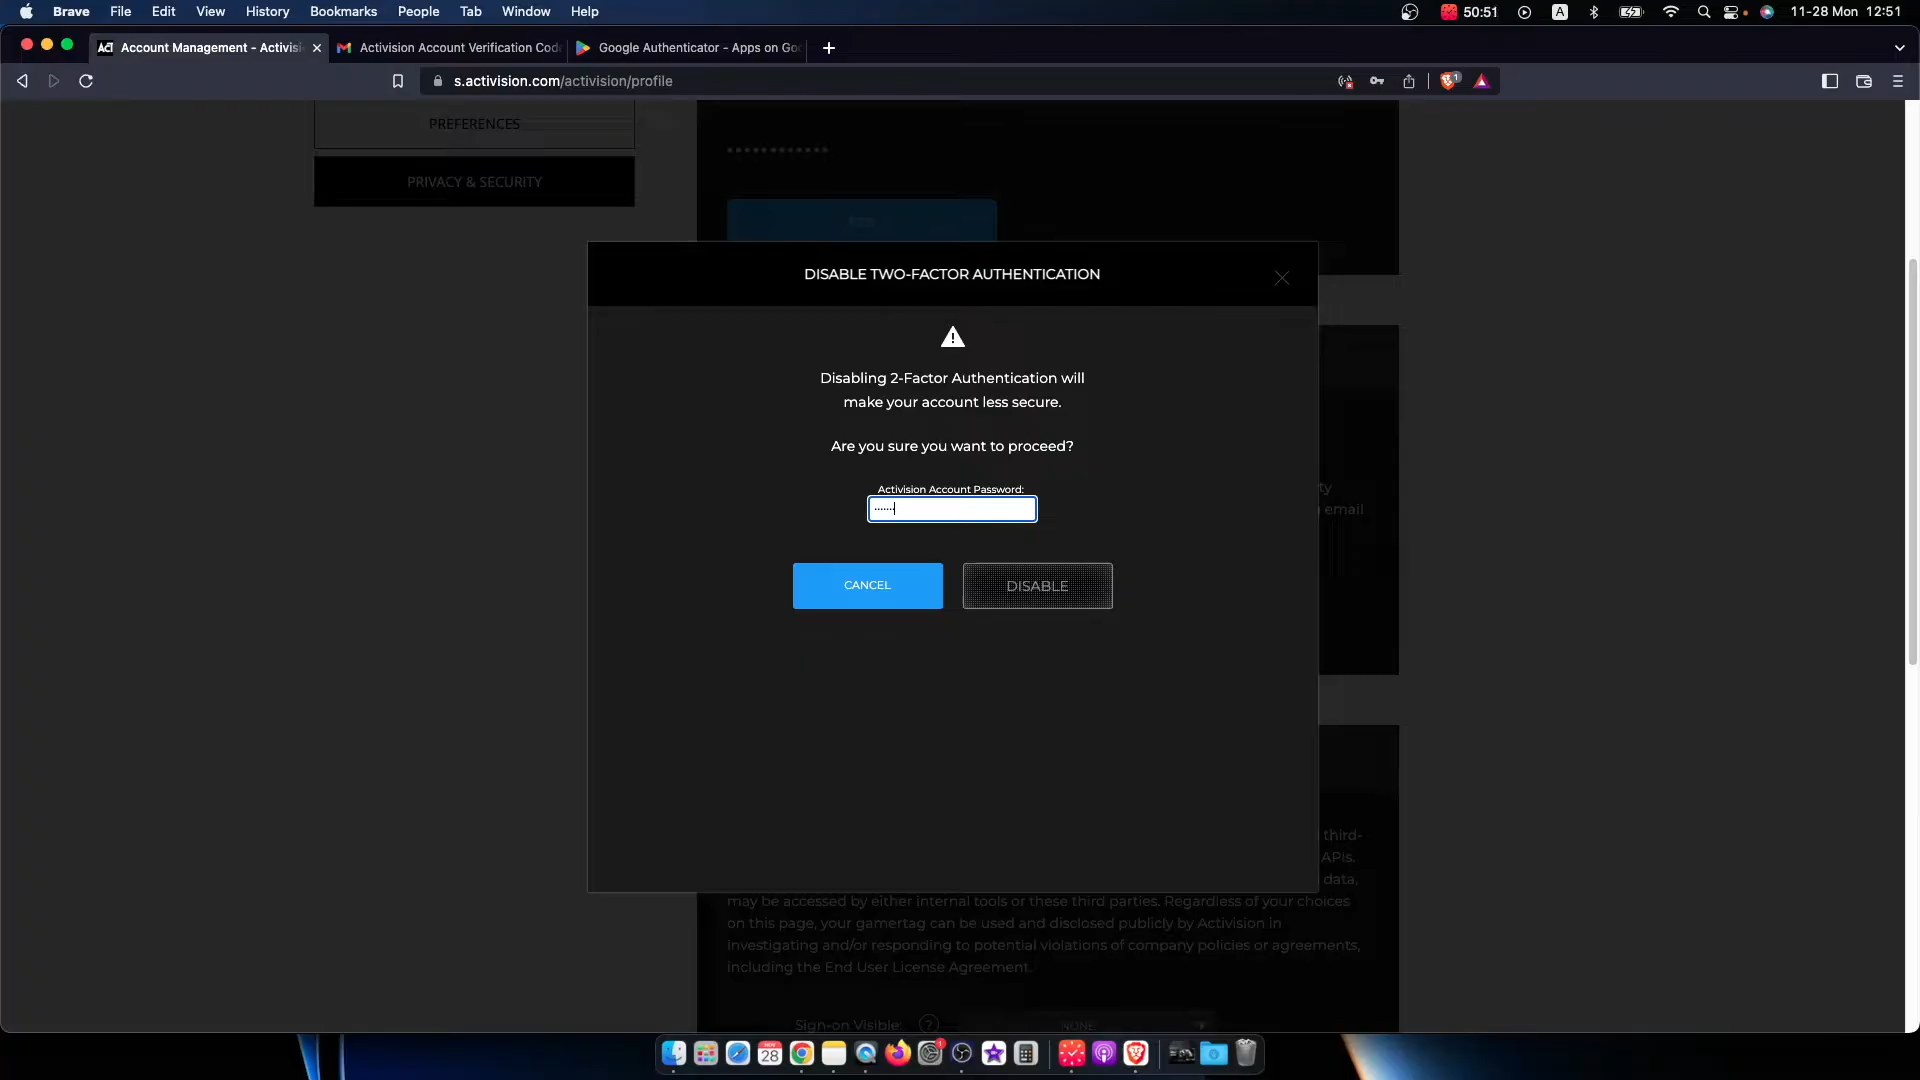 Brave File Edit View History Bookmarks People Tab Window Help 50:51 A 11-28 Mon 12:51
Account Management - Activisi Activision Account Verification Cod Google Authenticator - Apps on Go
s.activision.com/activision/profile
PREFERENCES
PRIVACY & SECURITY
DISABLE TWO-FACTOR AUTHENTICATION
Disabling 2-Factor Authentication will
make your account less secure.
Are you sure you want to proceed?
Activision Account Password:
CANCEL DISABLE
ty
email
third-
APIs.
data,
may be accessed by either internal tools or these third parties. Regardless of your choices
on this page, your gamertag can be used and disclosed publicly by Activision in
investigating and/or responding to potential violations of company policies or agreements,
including the End User License Agreement.
Sign-on Visible: ? NONE
NOV
28
1